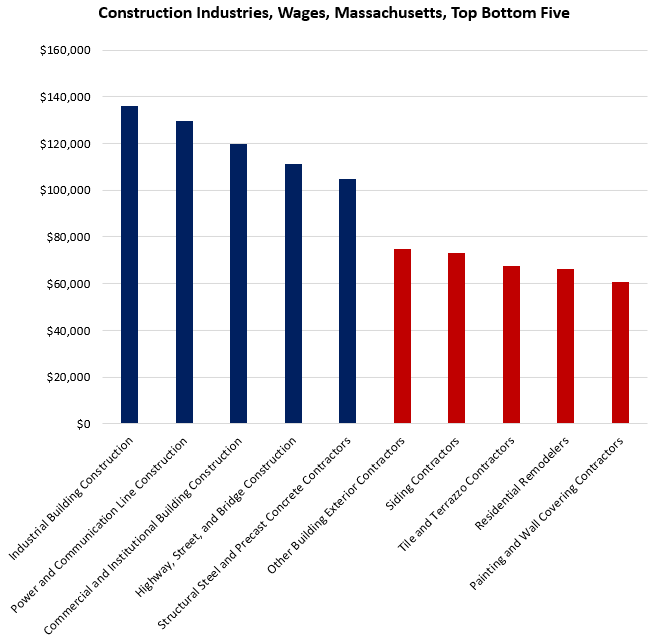 Construction Industries, Wages, Massachusetts, Top Bottom Five
$160,000
$140,000
$120,000
$100,000
$80,000
$60,000
$40,000
$20,000
$0
Industrial Building Construction
Power and Communication Line Construction
Commercial and Institutional Building Construction
Highway, Street, and Bridge Construction
Structural Steel and Precast Concrete Contractors
Other Building Exterior Contractors
Siding Contractors
Tile and Terrazzo Contractors
Residential Remodelers
Painting and Wall Covering Contractors